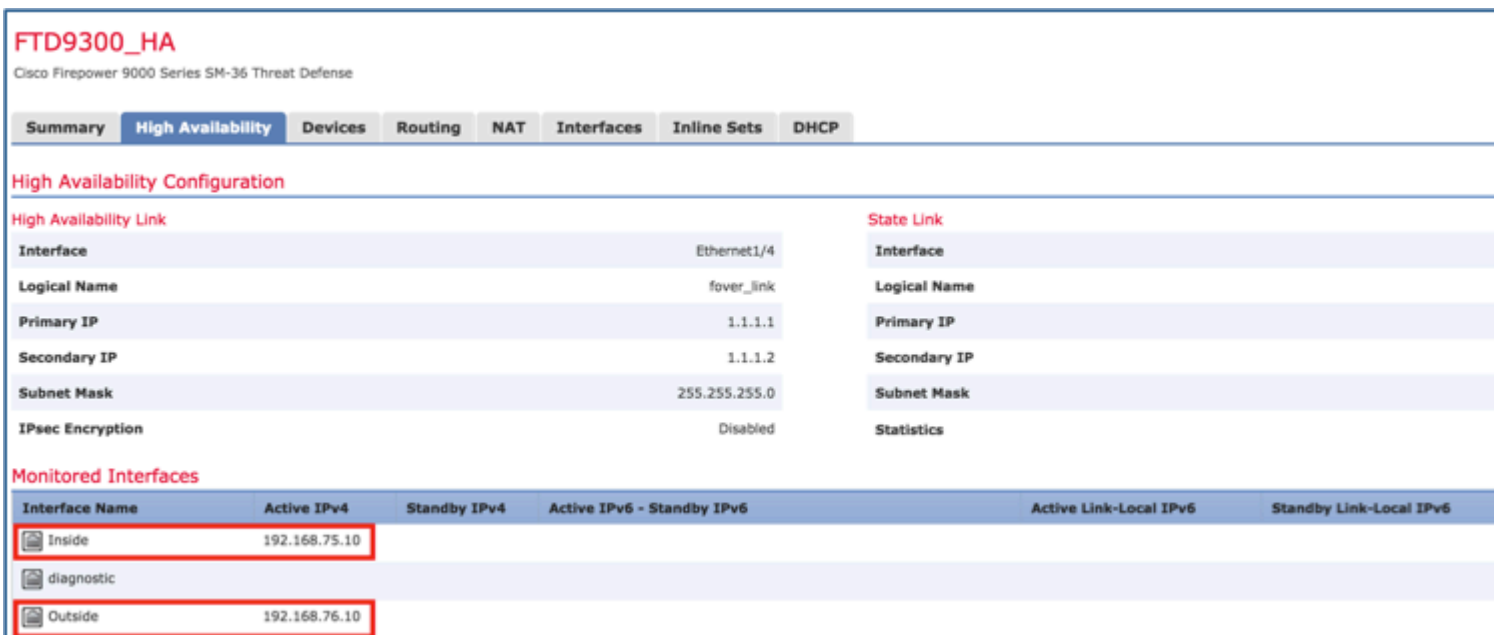 FTD9300_HA
Cisco Firepower 9000 Series SM-36 Threat Defense
Summary High Availability Devices Routing NAT Interfaces Inline Sets DHCP
High Availability Configuration
High Availability Link State Link
Interface Ethernet1/4 Interface
Logical Name fover_link Logical Name
Primary IP 1.1.1.1 Primary IP
Secondary IP 1.1.1.2 Secondary IP
Subnet Mask 255.255.255.0 Subnet Mask
IPsec Encryption Disabled Statistics
Monitored Interfaces
Interface Name Active IPv4 Standby IPv4 Active IPv6 - Standby IPv6 Active Link-Local IPv6 Standby Link-Local IPv6
Inside 192.168.75.10
diagnostic
Outside 192.168.76.10